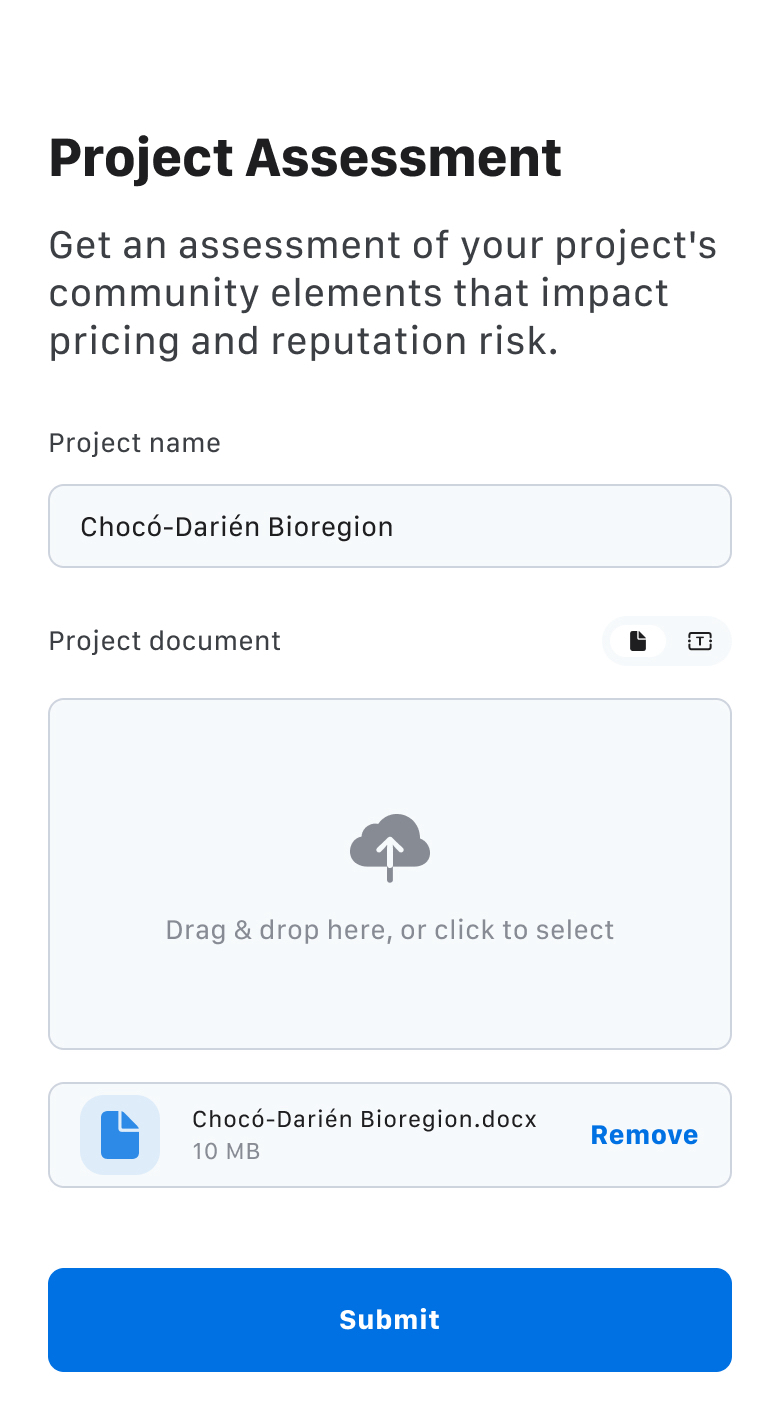 Project Assessment
Get an assessment of your project's
community elements that impact
pricing and reputation risk.
Project name
Chocó-Darién Bioregion
Project document
T
Drag & drop here, or click to select
Chocó-Darién Bioregion.docx
10 MB
Remove
Submit